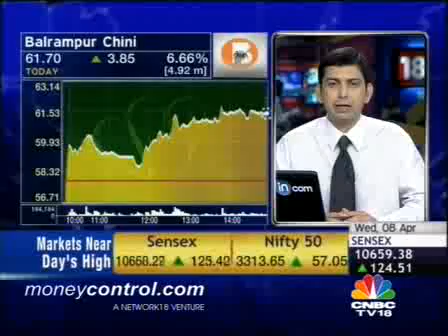 Balrampur Chini
61.70 ▲ 3.85 6.66%
TODAY [4.92 m]
63.14
61.53
59.93
58.32
56.71
10:00 11:00 12:00 13:00 14:00
18
in.com
Wed, 08 Apr
SENSEX
10659.38
▲ 124.51
Markets Near
Day's High
Sensex
10668.22 ▲ 125.42
Nifty 50
3313.65 ▲ 57.05
moneycontrol.com
A NETWORK18 VENTURE
CNBC
TV18